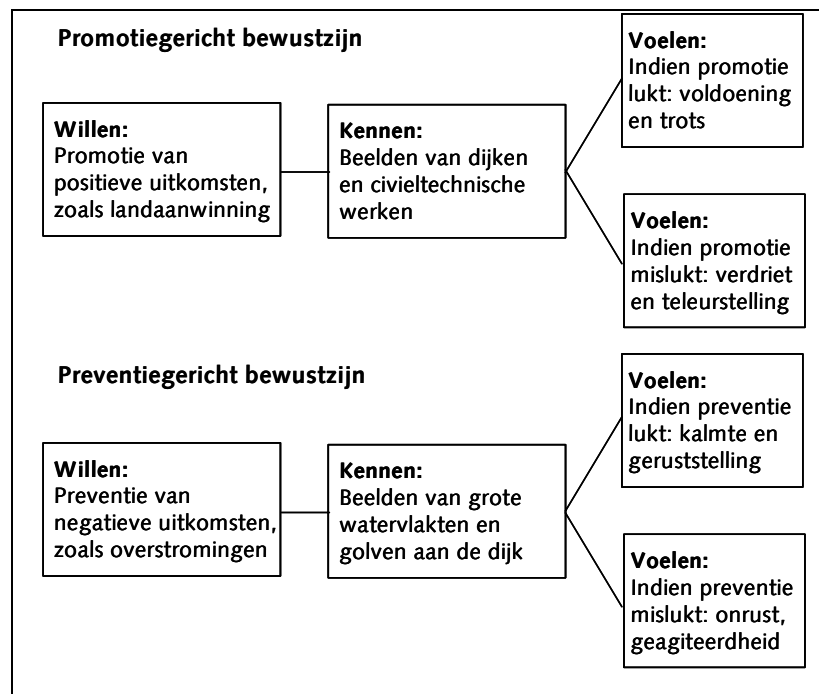 Promotiegericht bewustzijn
Willen:
Promotie van
positieve uitkomsten,
zoals landaanwinning
Kennen:
Beelden van dijken
en civieltechnische
werken
Voelen:
Indien promotie
lukt: voldoening
en trots
Voelen:
Indien promotie
mislukt: verdriet
en teleurstelling
Preventiegericht bewustzijn
Willen:
Preventie van
negatieve uitkomsten,
zoals overstromingen
Kennen:
Beelden van grote
watervlakten en
golven aan de dijk
Voelen:
Indien preventie
lukt: kalmte en
geruststelling
Voelen:
Indien preventie
mislukt: onrust,
geagiteerdheid